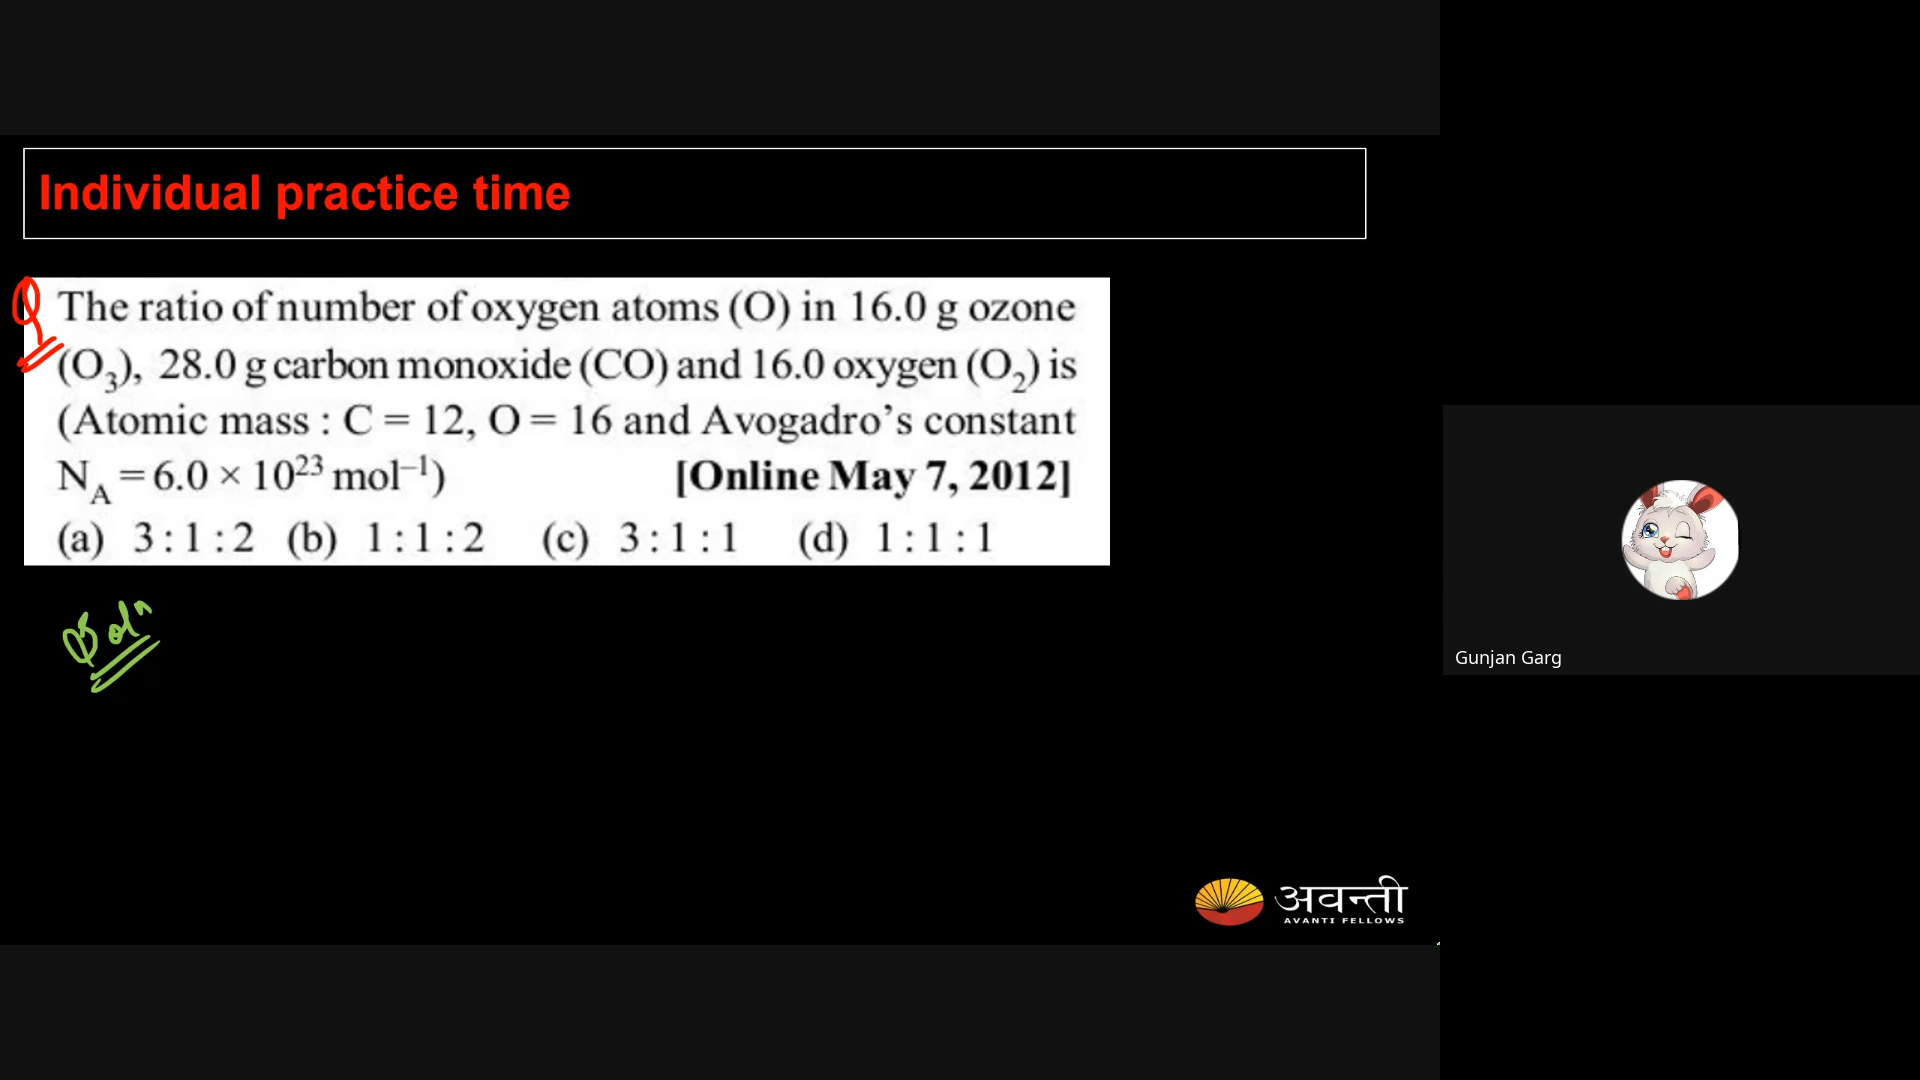 Individual practice time
Q The ratio of number of oxygen atoms (O) in 16.0 g ozone
(O₃), 28.0 g carbon monoxide (CO) and 16.0 oxygen (O₂) is
(Atomic mass : C = 12, O = 16 and Avogadro’s constant
N_A = 6.0 × 10²³ mol⁻¹) [Online May 7, 2012]
(a) 3 : 1 : 2 (b) 1 : 1 : 2 (c) 3 : 1 : 1 (d) 1 : 1 : 1
Solⁿ
Gunjan Garg
अवन्ती
AVANTI FELLOWS